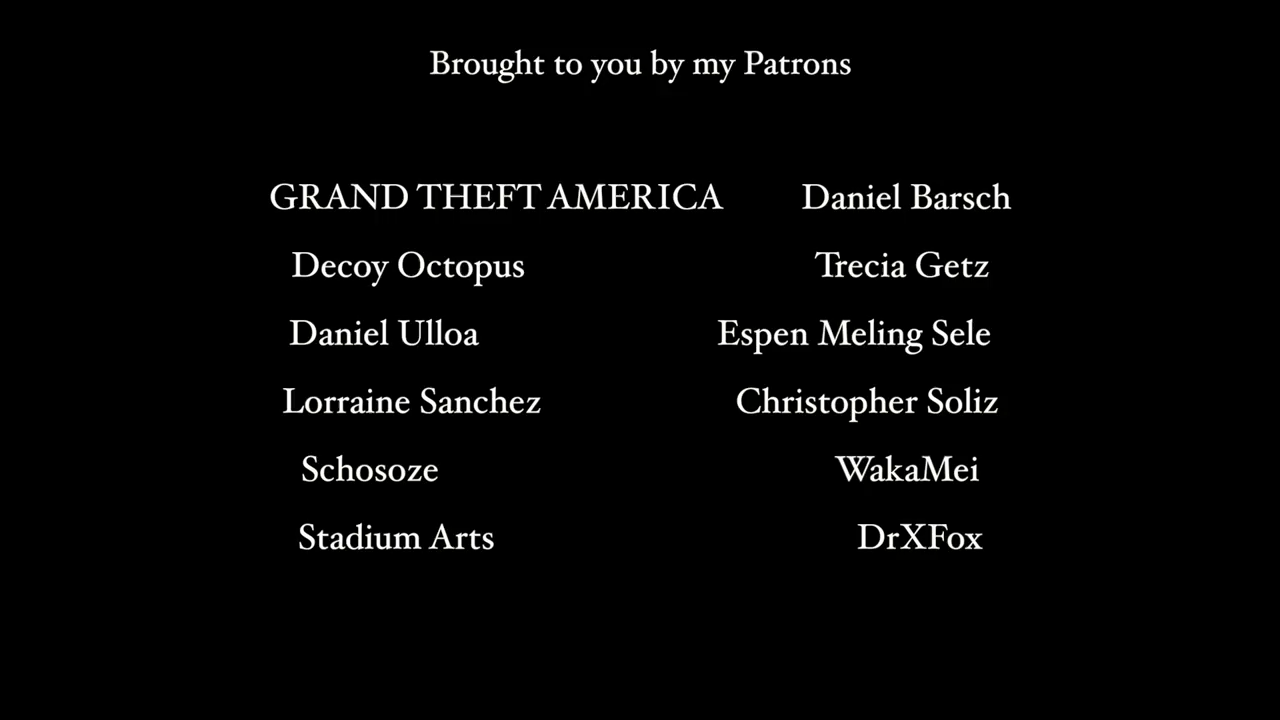 Brought to you by my Patrons
GRAND THEFT AMERICA Daniel Barsch
Decoy Octopus Trecia Getz
Daniel Ulloa Espen Meling Sele
Lorraine Sanchez Christopher Soliz
Schosoze WakaMei
Stadium Arts DrXFox